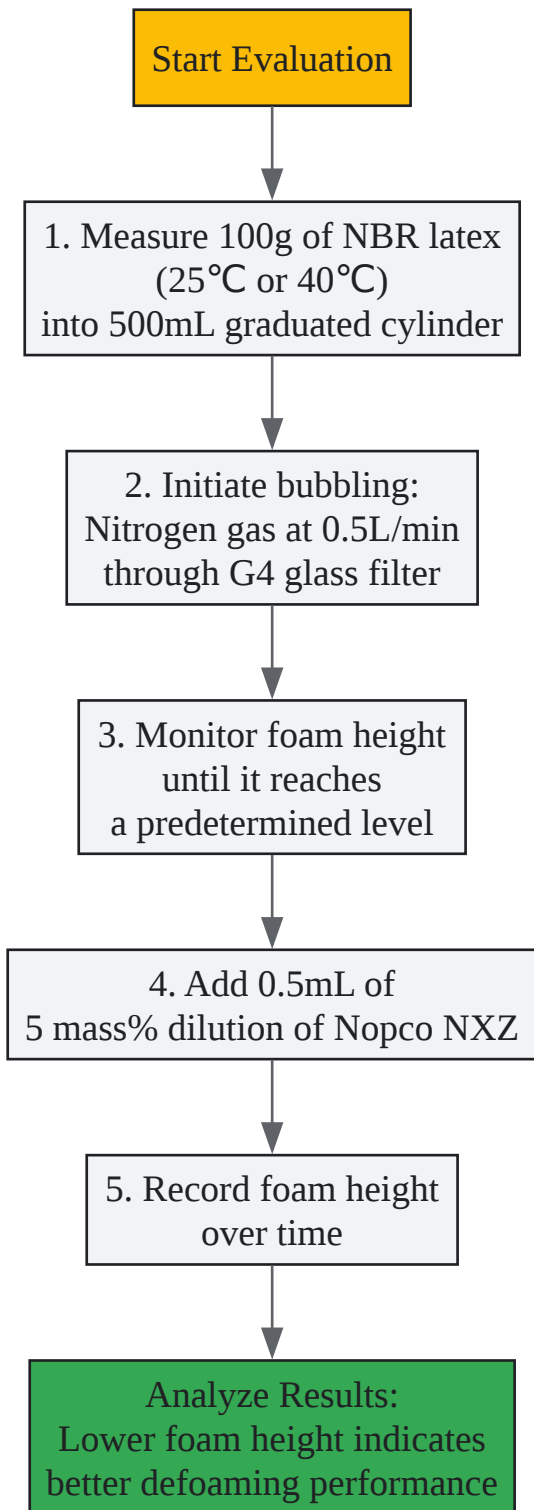 Start Evaluation
1. Measure 100g of NBR latex
(25℃ or 40℃)
into 500mL graduated cylinder
2. Initiate bubbling:
Nitrogen gas at 0.5L/min
through G4 glass filter
3. Monitor foam height
until it reaches
a predetermined level
4. Add 0.5mL of
5 mass% dilution of Nopco NXZ
5. Record foam height
over time
Analyze Results:
Lower foam height indicates
better defoaming performance